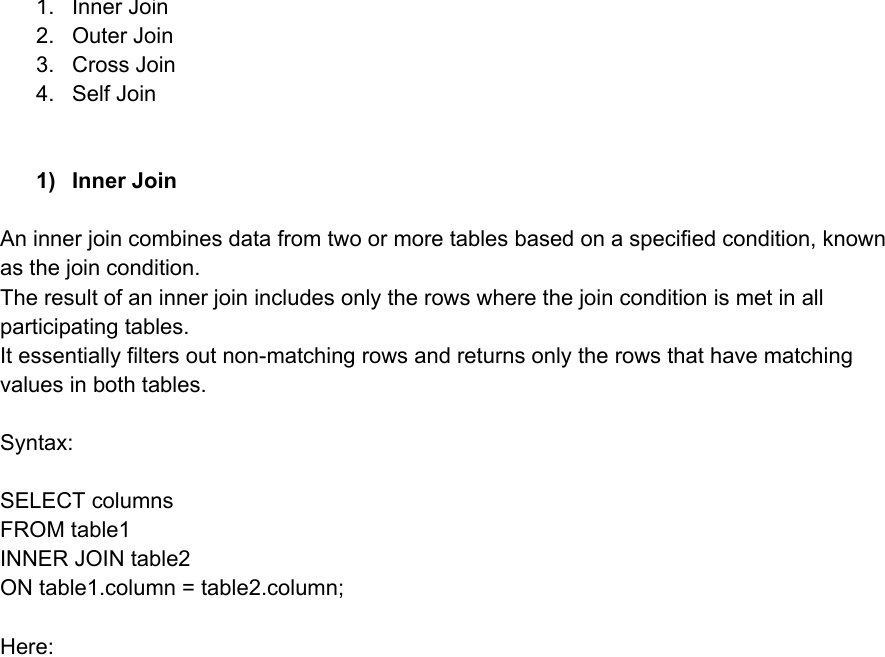 1. Inner Join
2. Outer Join
3. Cross Join
4. Self Join
1) Inner Join
An inner join combines data from two or more tables based on a specified condition, known
as the join condition.
The result of an inner join includes only the rows where the join condition is met in all
participating tables.
It essentially filters out non-matching rows and returns only the rows that have matching
values in both tables.
Syntax:
SELECT columns
FROM table1
INNER JOIN table2
ON table1.column = table2.column;
Here: